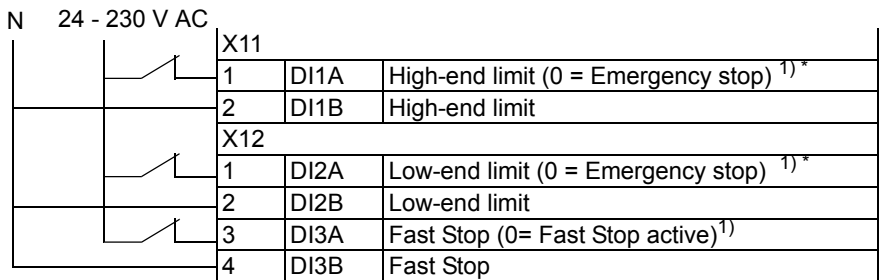 N 24 - 230 V AC
X11
1 DI1A High-end limit (0 = Emergency stop) 1) *
2 DI1B High-end limit
X12
1 DI2A Low-end limit (0 = Emergency stop) 1) *
2 DI2B Low-end limit
3 DI3A Fast Stop (0= Fast Stop active)1)
4 DI3B Fast Stop